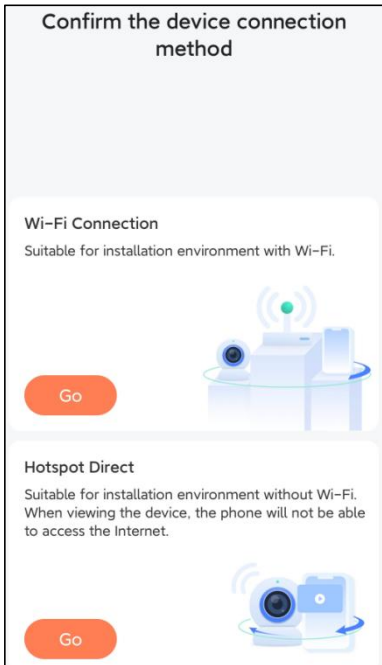 Confirm the device connection
method
Wi-Fi Connection
Suitable for installation environment with Wi-Fi.
Go
Hotspot Direct
Suitable for installation environment without Wi-Fi.
When viewing the device, the phone will not be able
to access the Internet.
Go